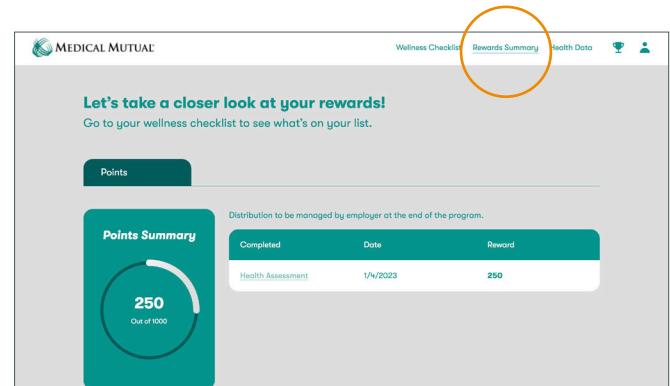 MEDICAL MUTUAL
Wellness Checklist Rewards Summary Health Data
Let's take a closer look at your rewards!
Go to your wellness checklist to see what's on your list.
Points
Distribution to be managed by employer at the end of the program.
Points Summary
Completed Date Reward
Health Assessment 1/4/2023 250
250
Out of 1000